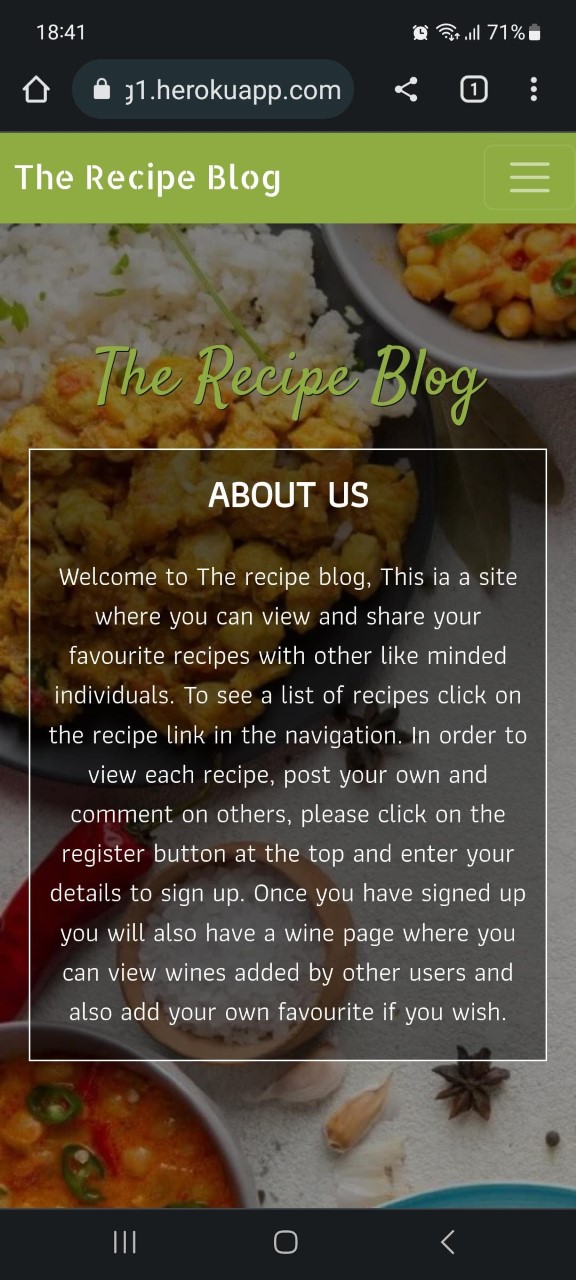 18:41
71%
g1.herokuapp.com
1
The Recipe Blog
The Recipe Blog
ABOUT US
Welcome to The recipe blog, This ia a site
where you can view and share your
favourite recipes with other like minded
individuals. To see a list of recipes click on
the recipe link in the navigation. In order to
view each recipe, post your own and
comment on others, please click on the
register button at the top and enter your
details to sign up. Once you have signed up
you will also have a wine page where you
can view wines added by other users and
also add your own favourite if you wish.